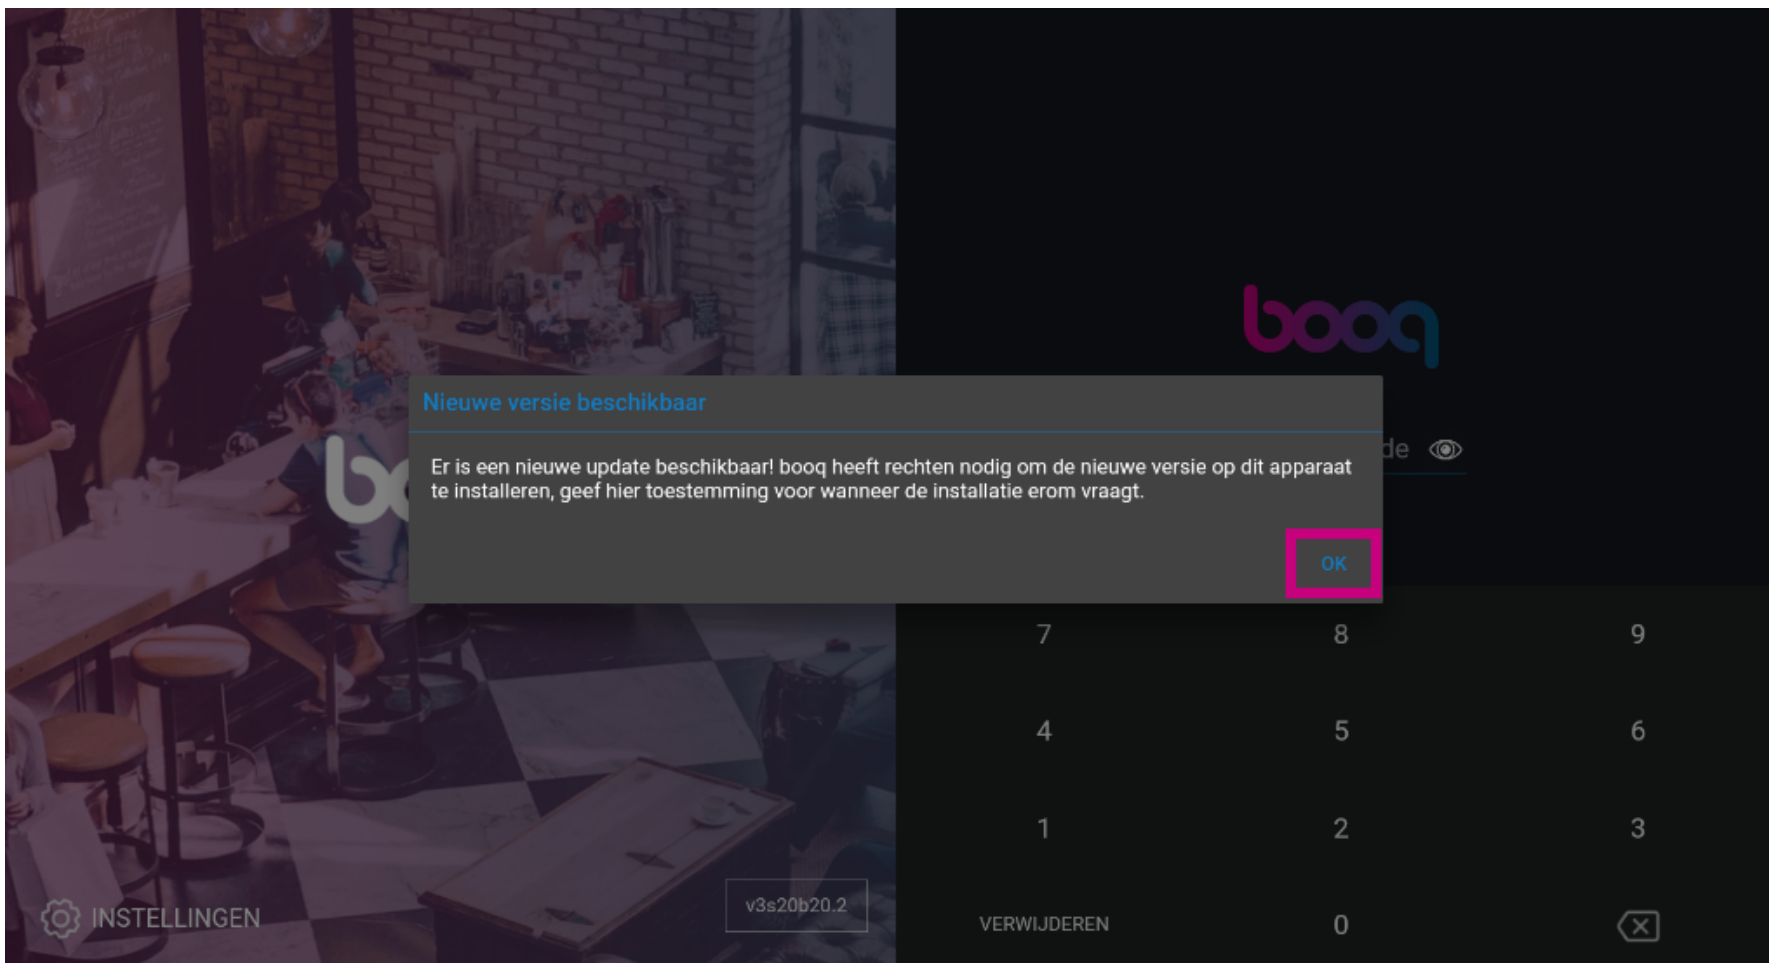 booq
Nieuwe versie beschikbaar
Er is een nieuwe update beschikbaar! booq heeft rechten nodig om de nieuwe versie op dit apparaat
te installeren, geef hier toestemming voor wanneer de installatie erom vraagt.
OK
de
bo
7 8 9
4 5 6
1 2 3
INSTELLINGEN
v3s20b20.2
VERWIJDEREN 0